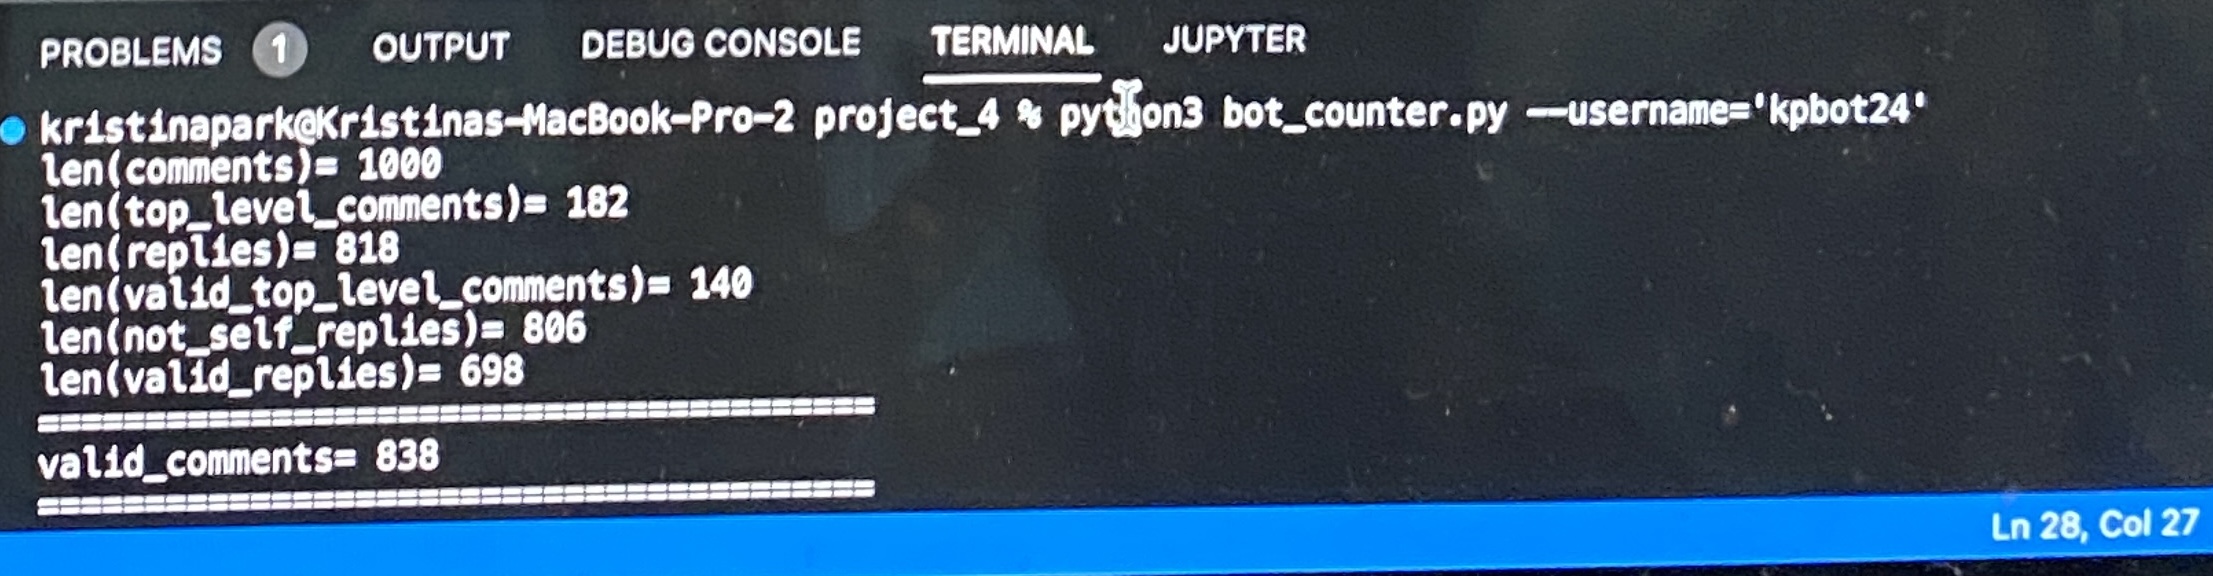 PROBLEMS 1 OUTPUT DEBUG CONSOLE TERMINAL JUPYTER
kristinapark@Kristinas-MacBook-Pro-2 project_4 % python3 bot_counter.py --username='kpbot24'
len(comments)= 1000
len(top_level_comments)= 182
len(replies)= 818
len(valid_top_level_comments)= 140
len(not_self_replies)= 806
len(valid_replies)= 698
========================================
valid_comments= 838
========================================
Ln 28, Col 27